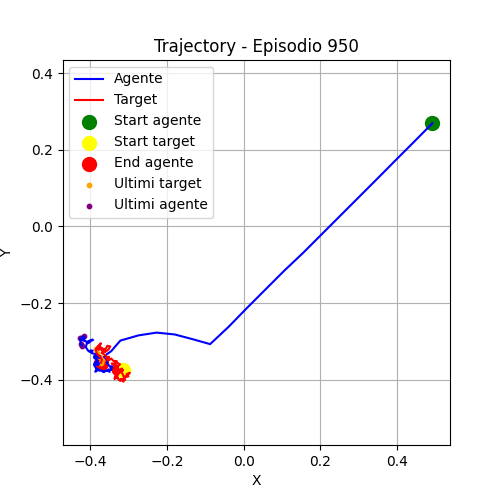 Trajectory - Episodio 950
Agente
Target
Start agente
Start target
End agente
Ultimi target
Ultimi agente
0.4
0.2
0.0
−0.2
−0.4
Y
−0.4
−0.2
0.0
0.2
0.4
X